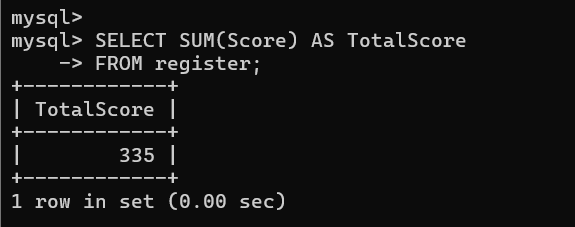 mysql>
mysql> SELECT SUM(Score) AS TotalScore
    -> FROM register;
+------------+
| TotalScore |
+------------+
|        335 |
+------------+
1 row in set (0.00 sec)